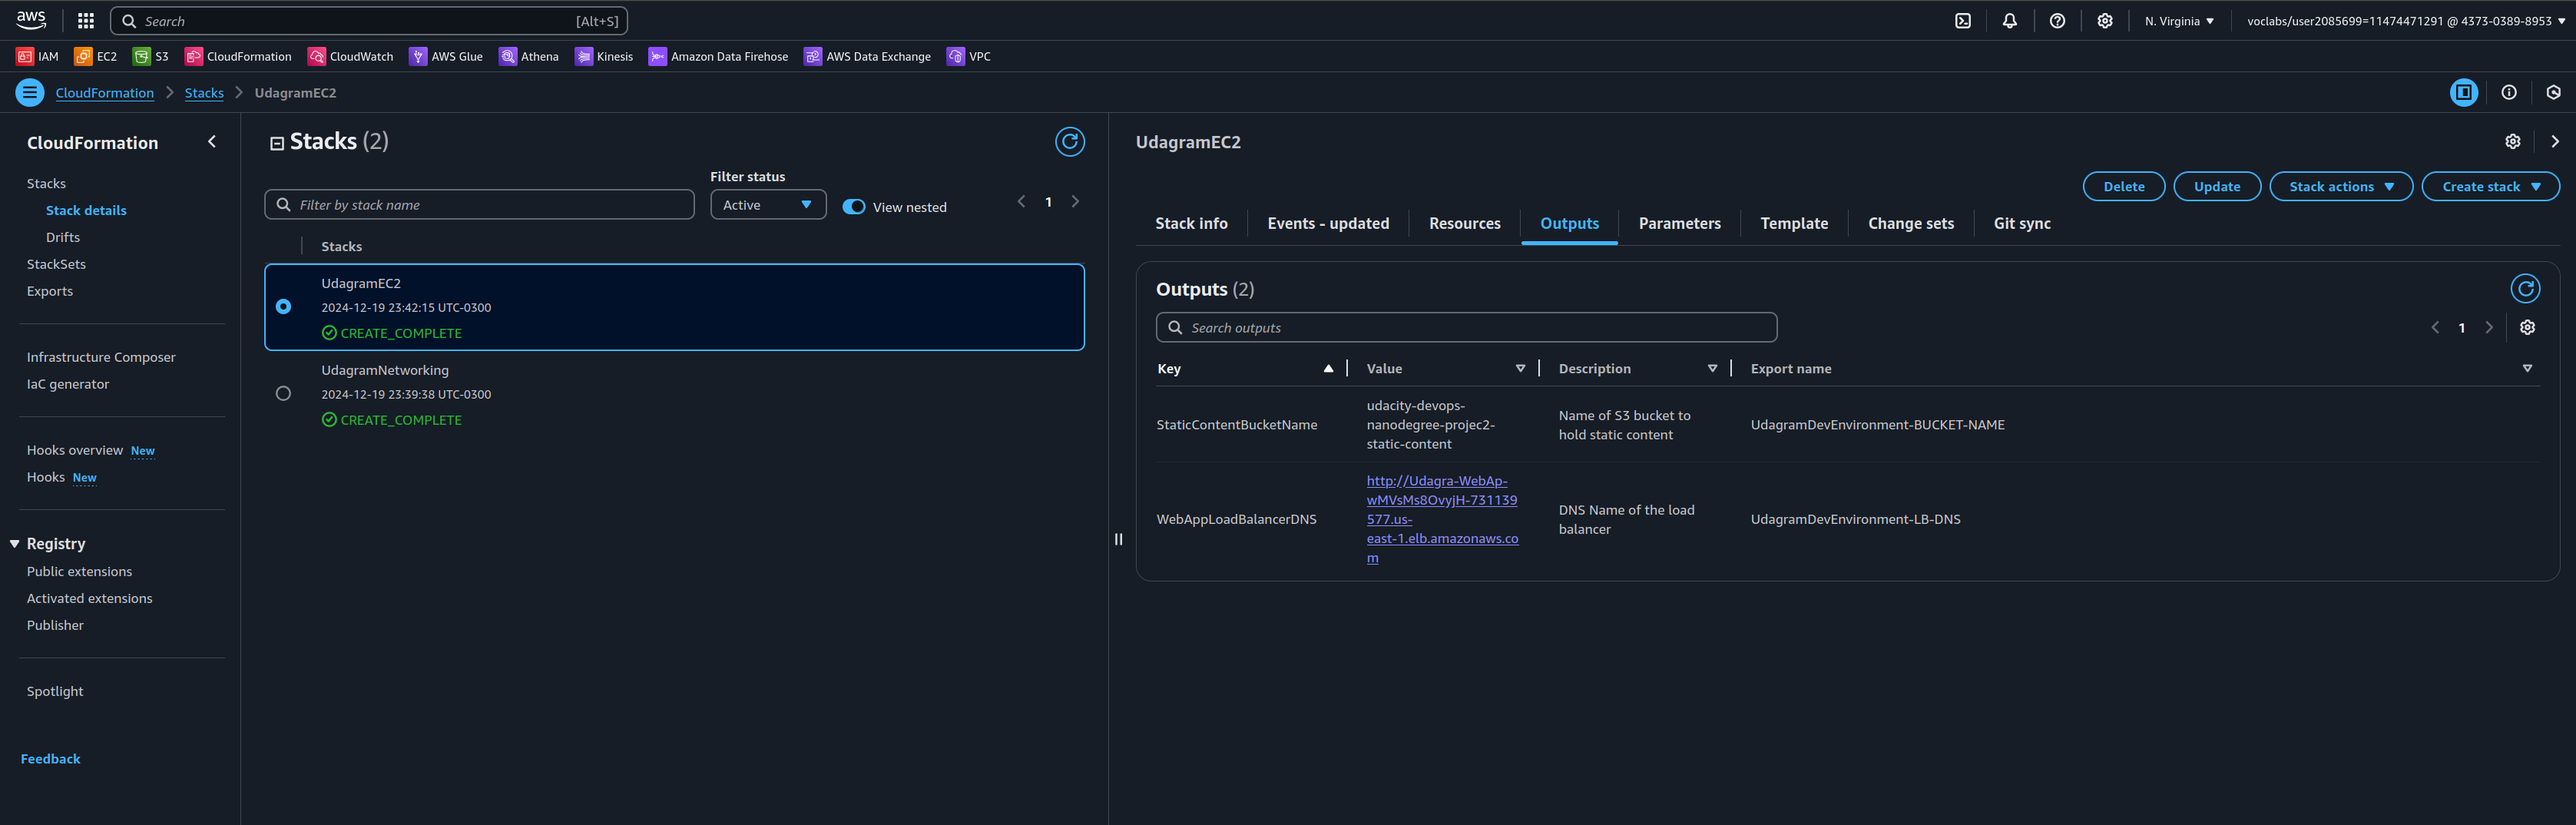 aws
Search
[Alt+S]
N. Virginia
voclabs/user2085699=11474471291 @ 4373-0389-8953
IAM
EC2
S3
CloudFormation
CloudWatch
AWS Glue
Athena
Kinesis
Amazon Data Firehose
AWS Data Exchange
VPC
CloudFormation
Stacks
UdagramEC2
CloudFormation
Stacks
Stack details
Drifts
StackSets
Exports
Infrastructure Composer
IaC generator
Hooks overview New
Hooks New
Registry
Public extensions
Activated extensions
Publisher
Spotlight
Feedback
Stacks (2)
Filter status
Filter by stack name
Active
View nested
1
Stacks
UdagramEC2
2024-12-19 23:42:15 UTC-0300
CREATE_COMPLETE
UdagramNetworking
2024-12-19 23:39:38 UTC-0300
CREATE_COMPLETE
UdagramEC2
Delete
Update
Stack actions
Create stack
Stack info
Events - updated
Resources
Outputs
Parameters
Template
Change sets
Git sync
Outputs (2)
Search outputs
1
Key
Value
Description
Export name
StaticContentBucketName
udacity-devops-
nanodegree-projec2-
static-content
Name of S3 bucket to
hold static content
UdagramDevEnvironment-BUCKET-NAME
WebAppLoadBalancerDNS
http://Udagra-WebAp-
wMVsMs8OvyjH-731139
577.us-
east-1.elb.amazonaws.co
m
DNS Name of the load
balancer
UdagramDevEnvironment-LB-DNS